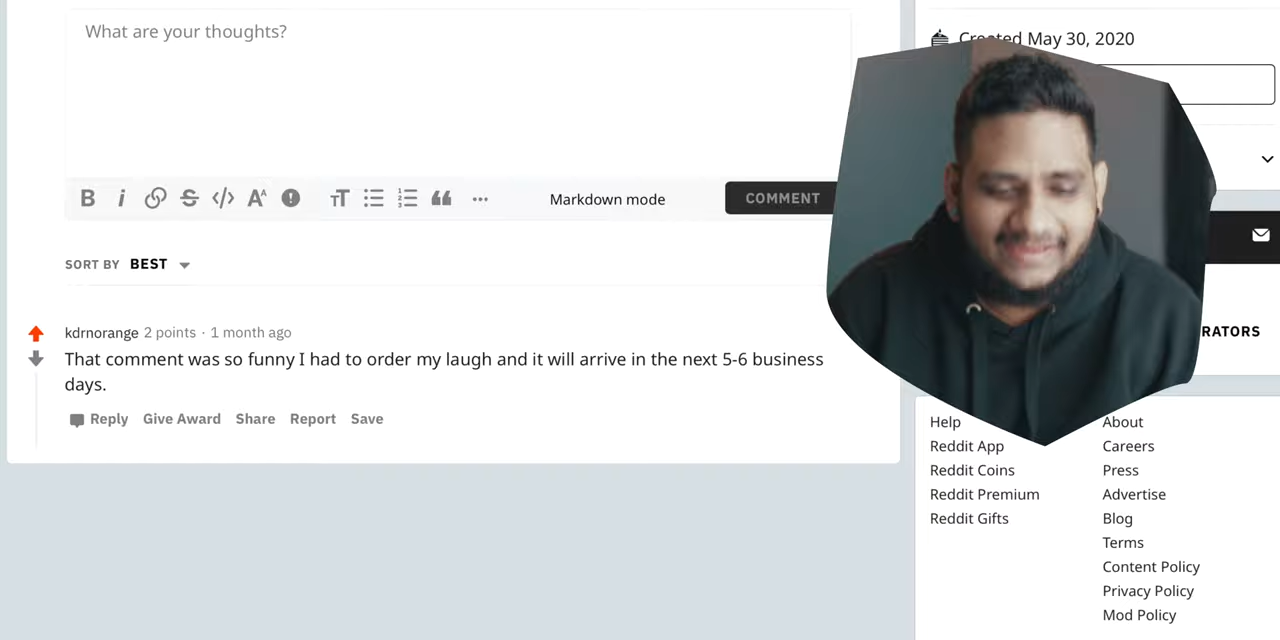 What are your thoughts?
Created May 30, 2020
Markdown mode
COMMENT
SORT BY BEST
RATORS
kdrnorange 2 points · 1 month ago
That comment was so funny I had to order my laugh and it will arrive in the next 5-6 business
days.
Reply Give Award Share Report Save
Help
About
Reddit App
Careers
Reddit Coins
Press
Reddit Premium
Advertise
Reddit Gifts
Blog
Terms
Content Policy
Privacy Policy
Mod Policy